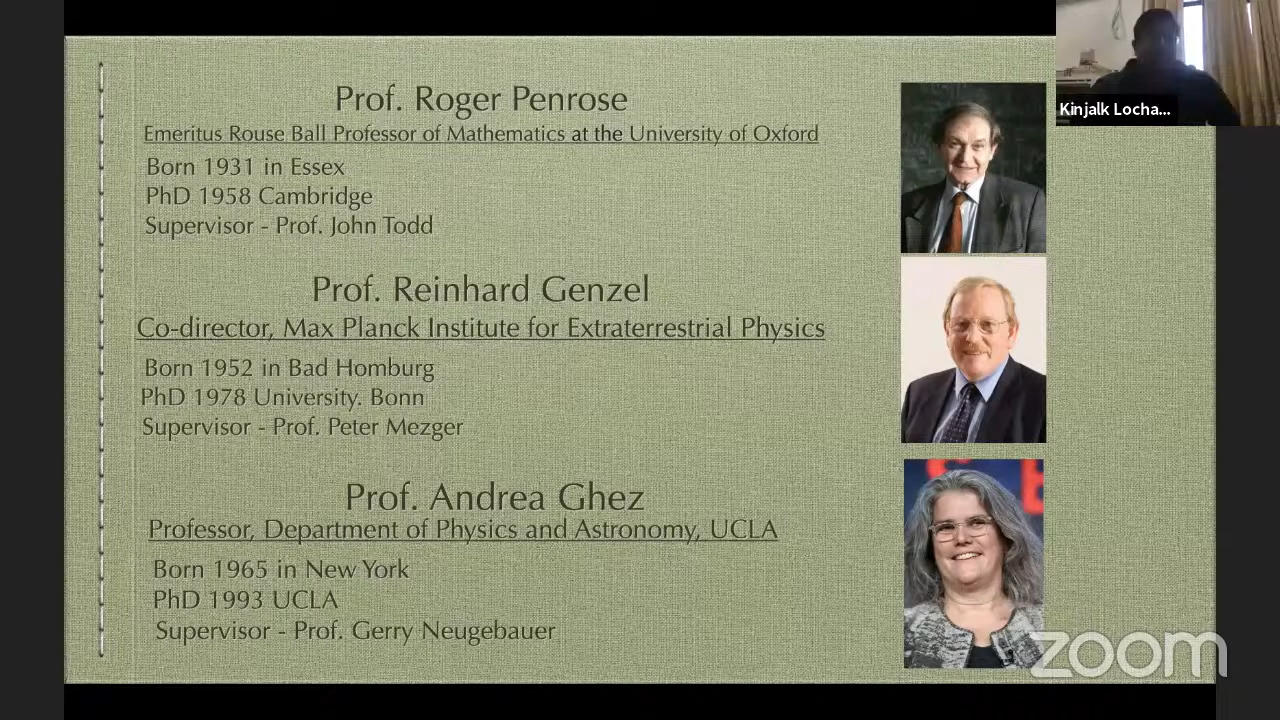 Prof. Roger Penrose
Emeritus Rouse Ball Professor of Mathematics at the University of Oxford
Born 1931 in Essex
PhD 1958 Cambridge
Supervisor - Prof. John Todd
Prof. Reinhard Genzel
Co-director, Max Planck Institute for Extraterrestrial Physics
Born 1952 in Bad Homburg
PhD 1978 University. Bonn
Supervisor - Prof. Peter Mezger
Prof. Andrea Ghez
Professor, Department of Physics and Astronomy, UCLA
Born 1965 in New York
PhD 1993 UCLA
Supervisor - Prof. Gerry Neugebauer
Kinjalk Locha...
zoom